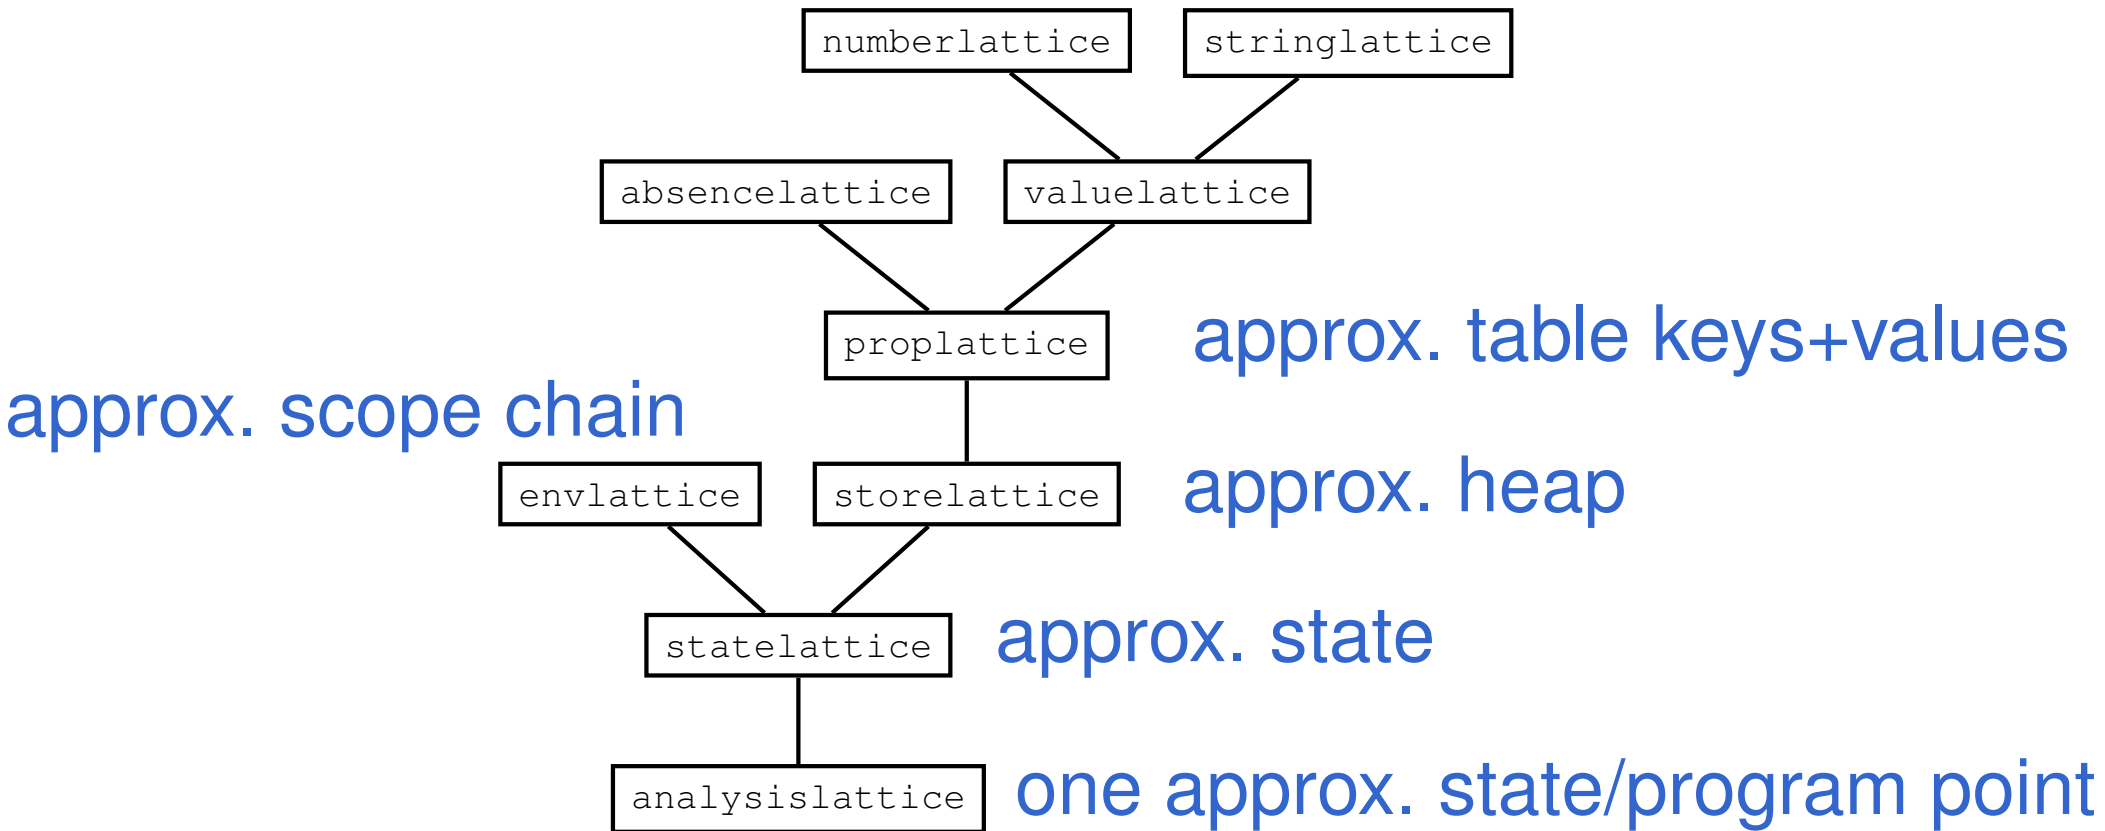 numberlattice stringlattice
absencelattice valuelattice
proplattice approx. table keys+values
approx. scope chain
envlattice storelattice approx. heap
statelattice approx. state
analysislattice one approx. state/program point